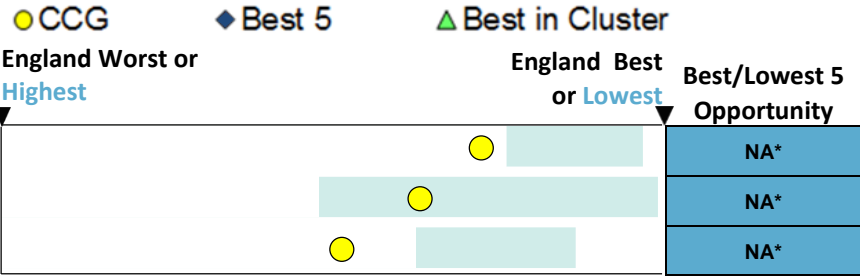 CCG Best 5 Best in Cluster
England Worst or
Highest
England Best
or Lowest
Best/Lowest 5
Opportunity
NA*
NA*
NA*